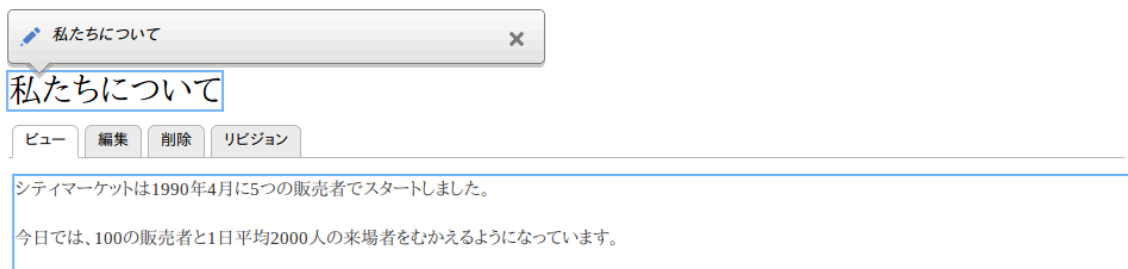 私たちについて
私たちについて
ビュー 編集 削除 リビジョン
シティマーケットは1990年4月に5つの販売者でスタートしました。
今日では、100の販売者と1日平均2000人の来場者をむかえるようになっています。